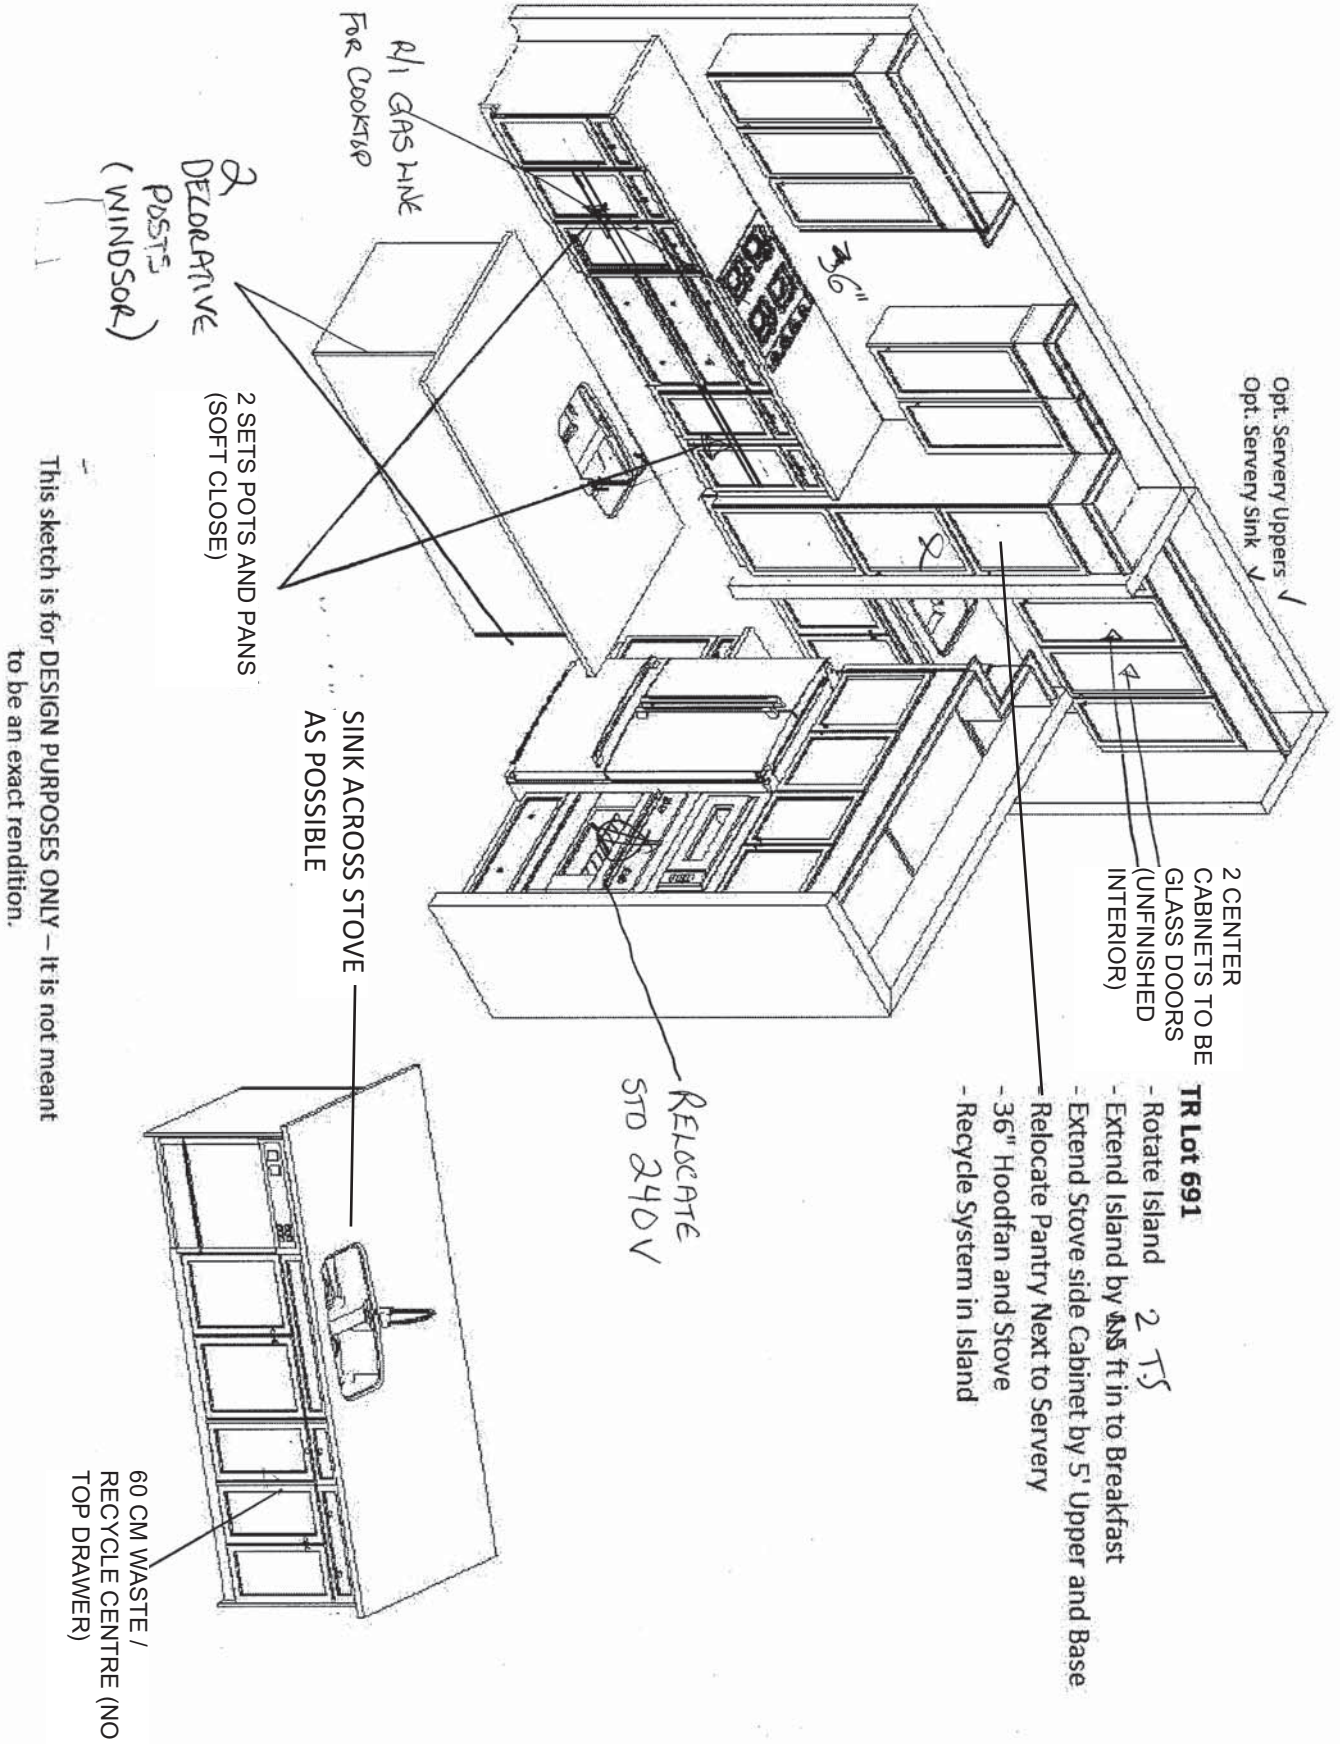 Opt. Servery Uppers ✓
Opt. Servery Sink ✓
TR Lot 691
- Rotate Island
2 T.S
- Extend Island by ft in to Breakfast
- Extend Stove side Cabinet by 5' Upper and Base
- Relocate Pantry Next to Servery
- 36" Hoodfan and Stove
- Recycle System in Island
2 CENTER
CABINETS TO BE
GLASS DOORS
(UNFINISHED
INTERIOR)
36"
R/I GAS LINE
FOR COOKTOP
2
DECORATIVE
POSTS
(WINDSOR)
2 SETS POTS AND PANS
(SOFT CLOSE)
SINK ACROSS STOVE
AS POSSIBLE
RELOCATE
STD 240V
60 CM WASTE /
RECYCLE CENTRE (NO
TOP DRAWER)
This sketch is for DESIGN PURPOSES ONLY – It is not meant
to be an exact rendition.